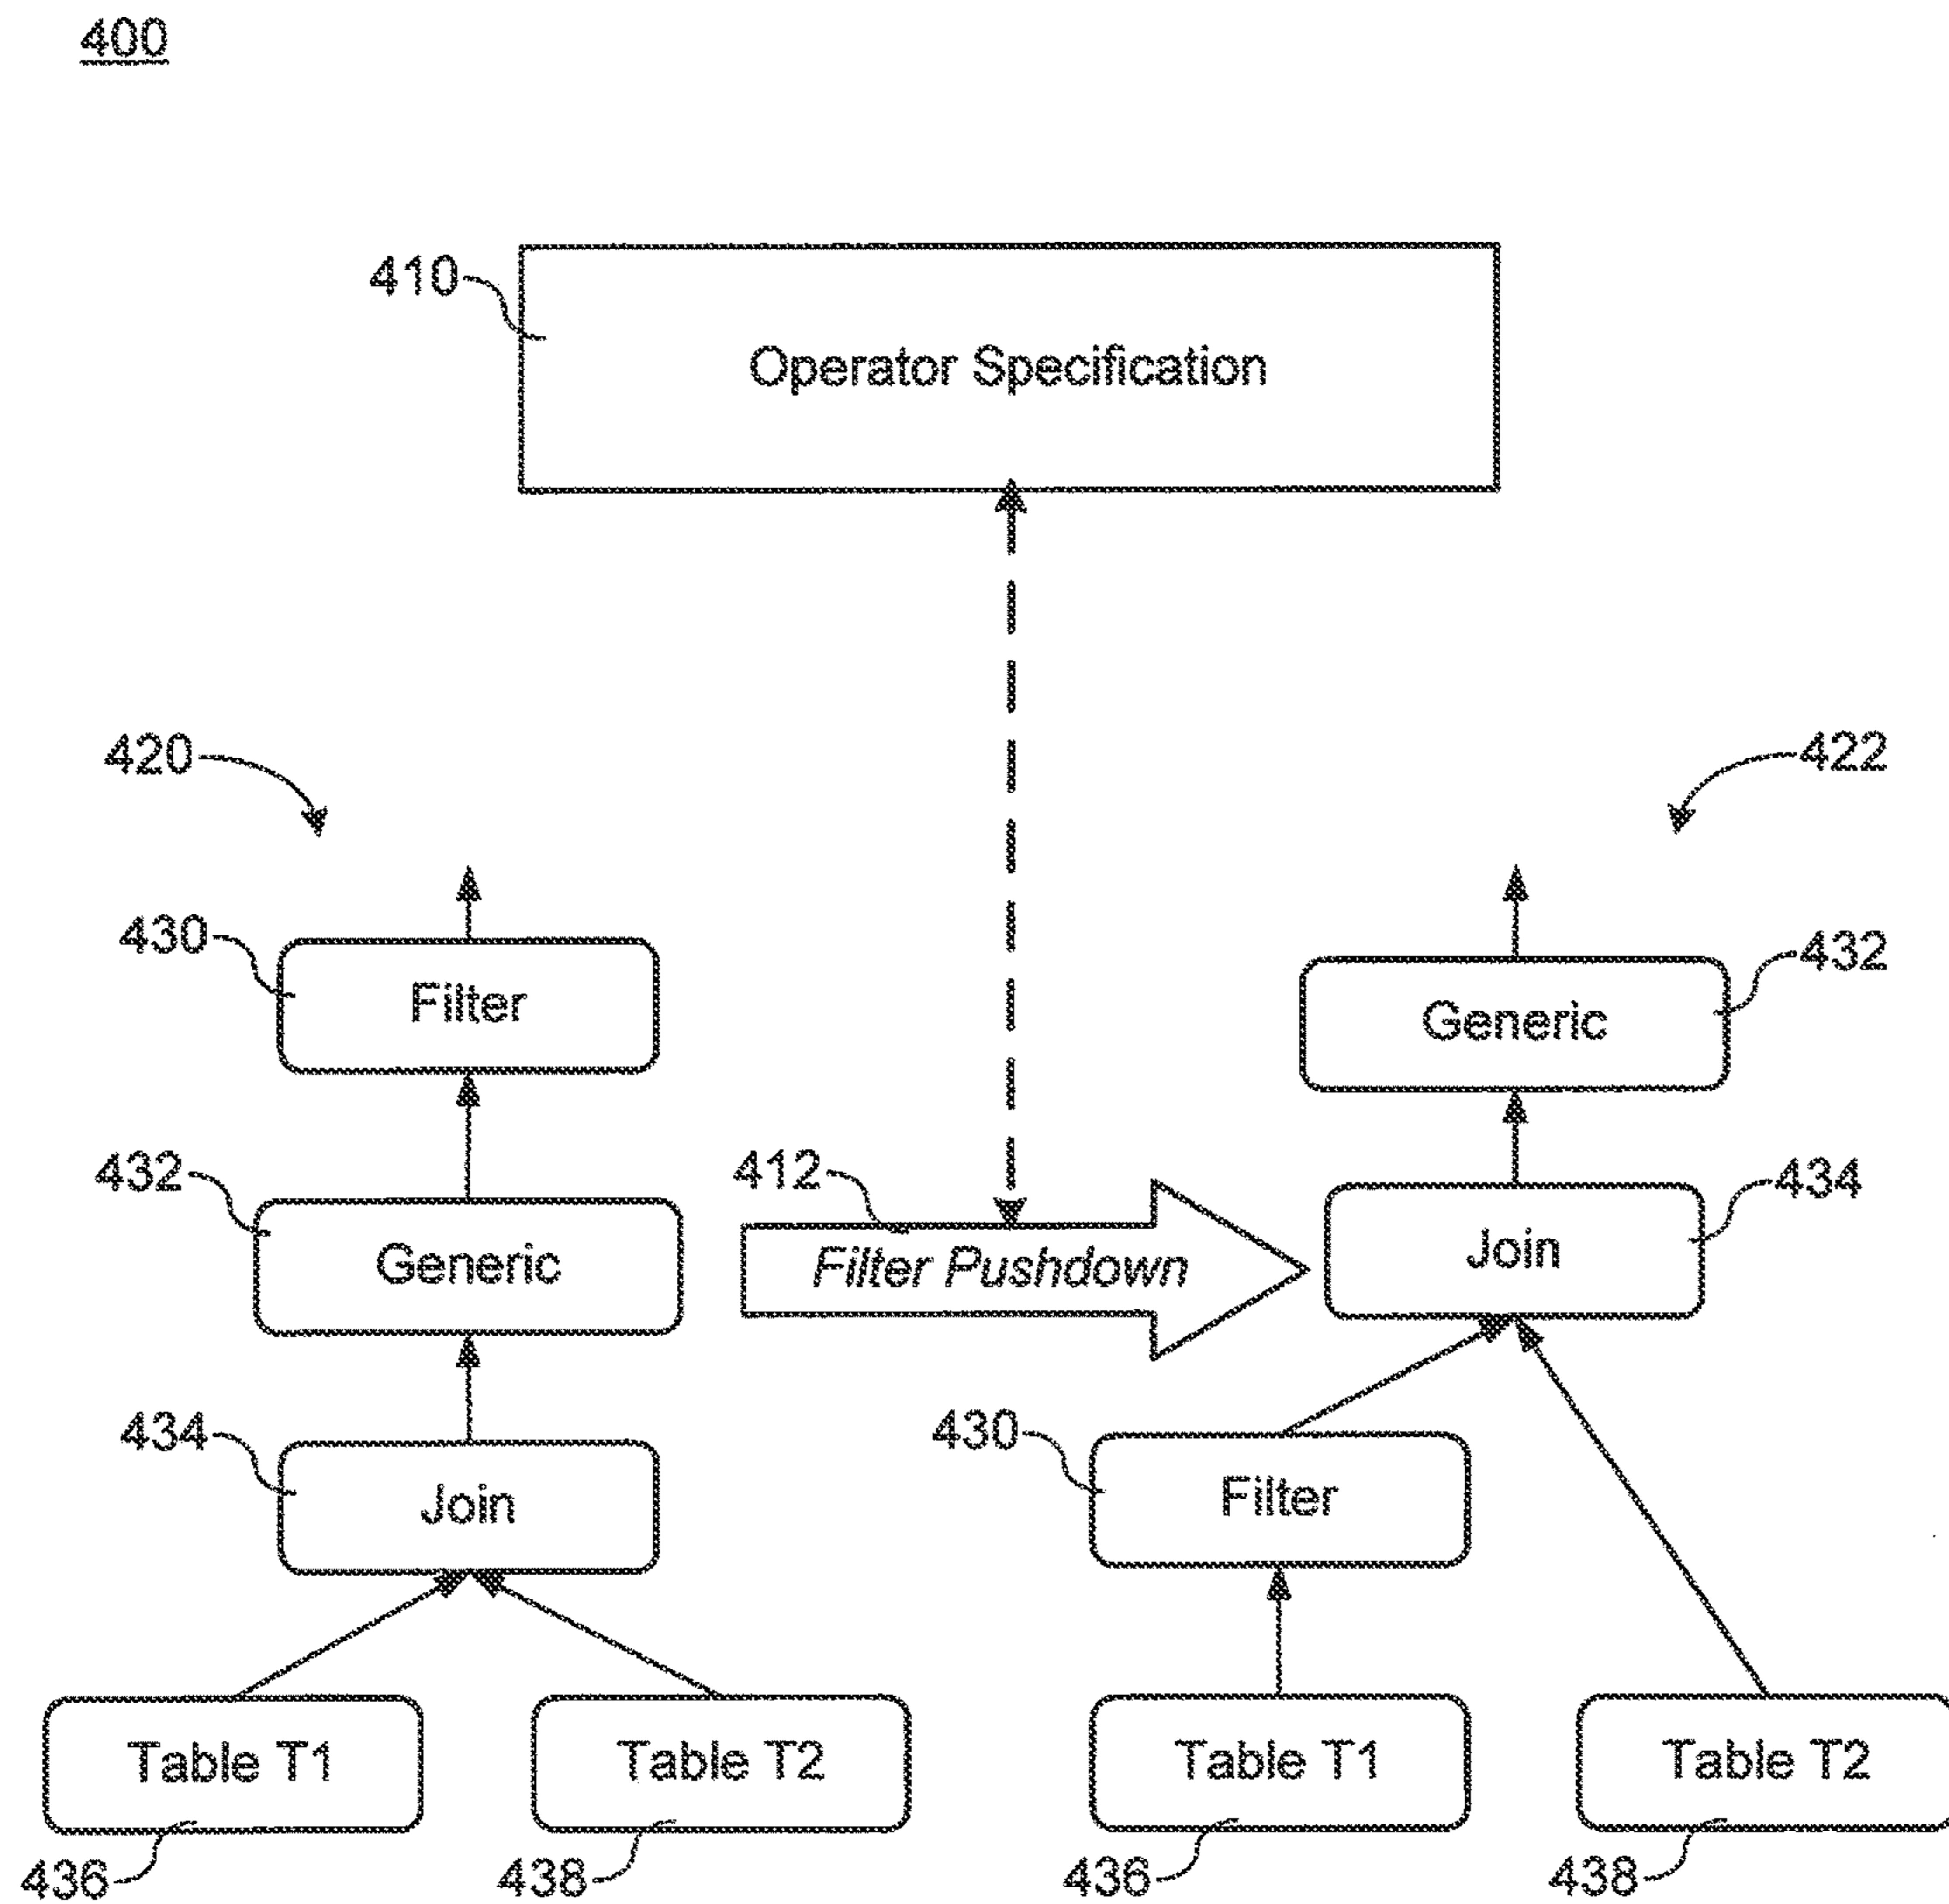 400
410
Operator Specification
420
422
430
Filter
432
Generic
432
Generic
412
Filter Pushdown
434
Join
434
Join
430
Filter
Table T1
Table T2
Table T1
Table T2
436
438
436
438